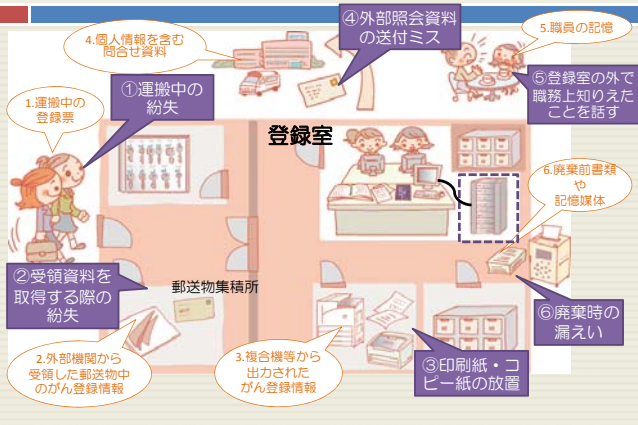 4.個人情報を含む
問合せ資料
④外部照会資料
の送付ミス
5.職員の記憶
①運搬中の
紛失
1.運搬中の
登録票
⑤登録室の外で
職務上知りえた
ことを話す
登録室
6.廃棄前書類
や
記憶媒体
②受領資料を
取得する際の
紛失
郵送物集積所
⑥廃棄時の
漏えい
2.外部機関から
受領した郵送物中
のがん登録情報
3.複合機等から
出力された
がん登録情報
③印刷紙・コ
ピー紙の放置